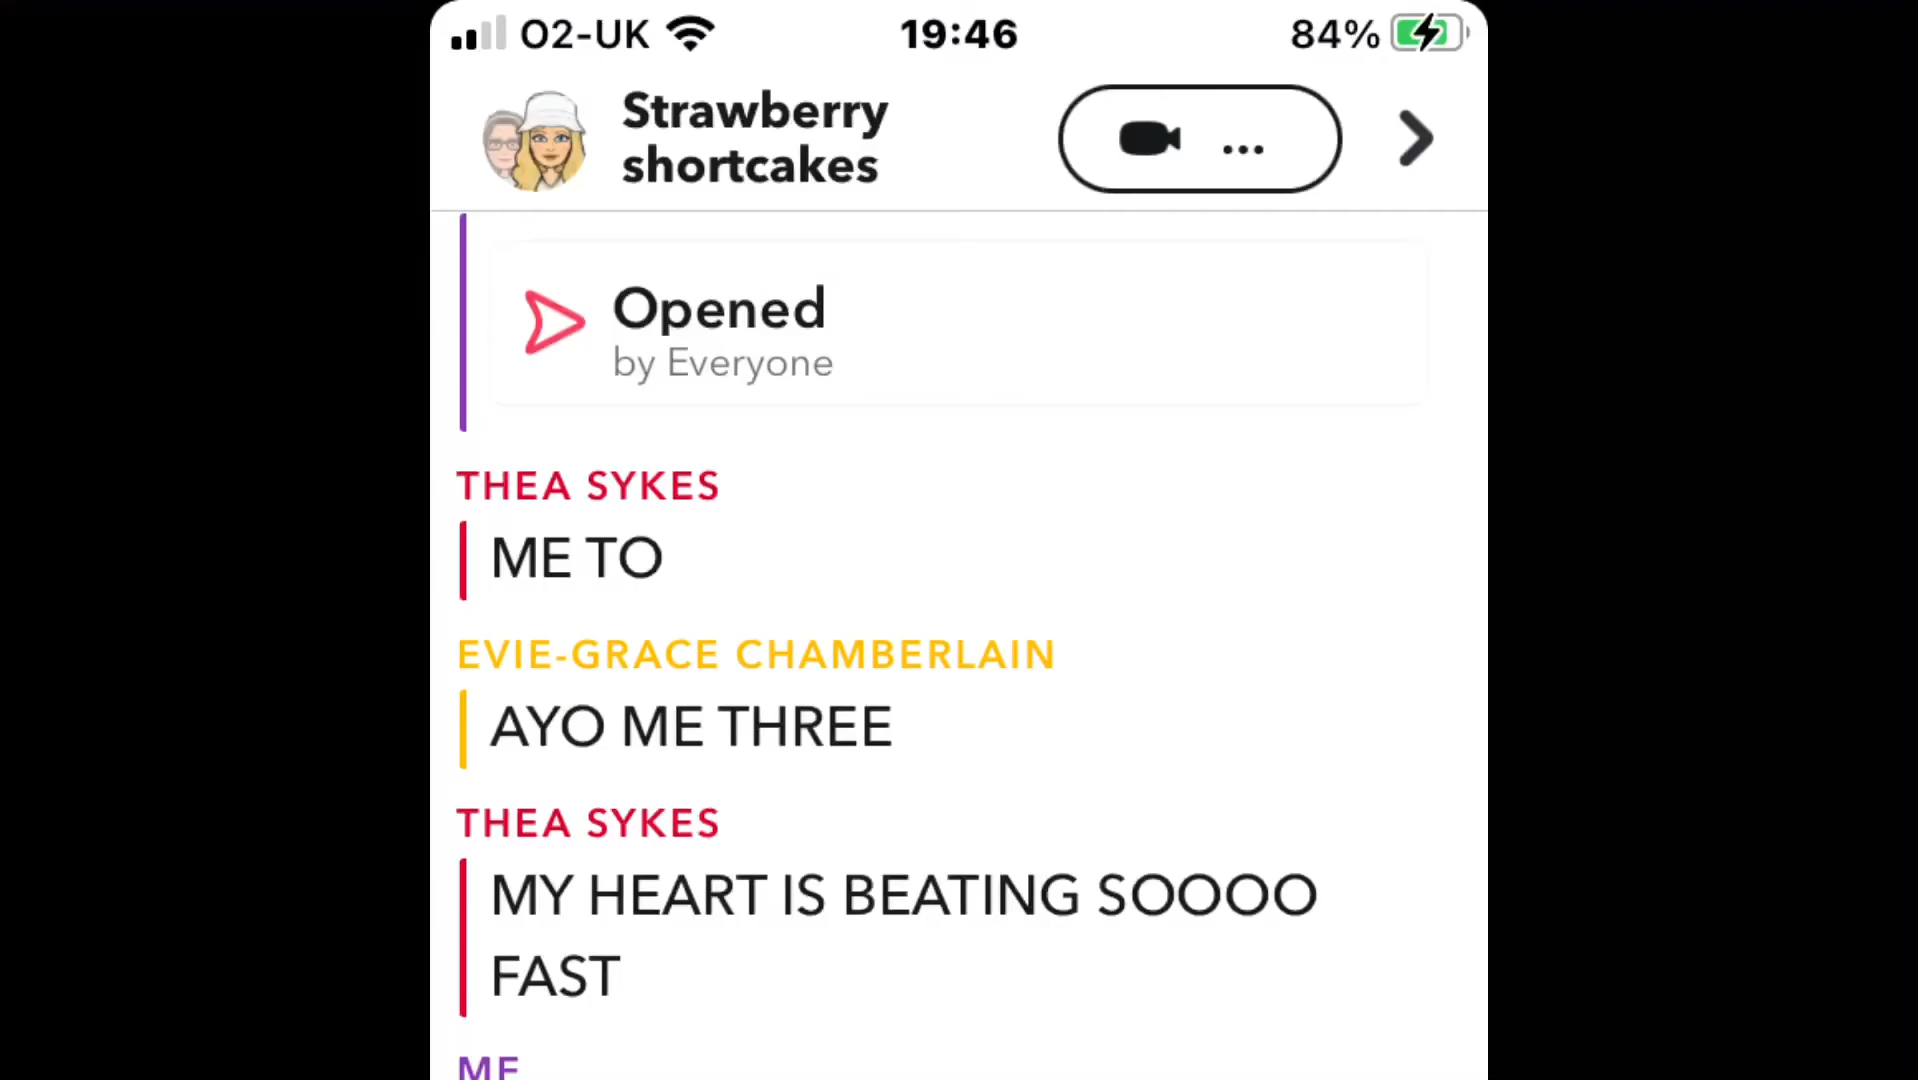 O2-UK 19:46 84%
Strawberry
shortcakes
...
Opened
by Everyone
THEA SYKES
ME TO
EVIE-GRACE CHAMBERLAIN
AYO ME THREE
THEA SYKES
MY HEART IS BEATING SOOOO
FAST
ME